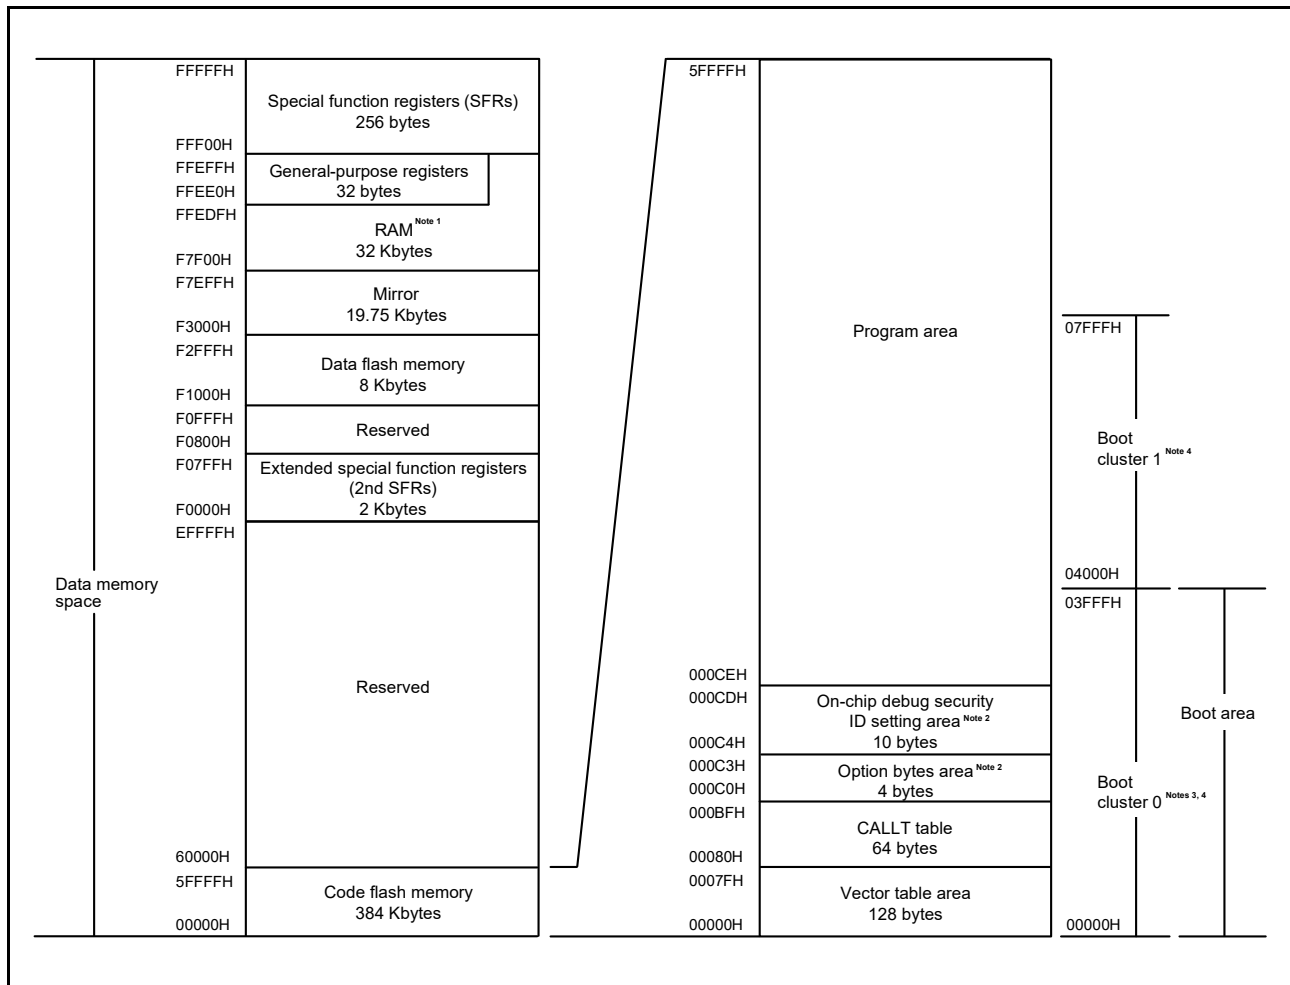 FFFFFH
Special function registers (SFRs)
256 bytes
FFF00H
FFEFFH
General-purpose registers
32 bytes
FFEE0H
FFEDFH
RAM Note 1
32 Kbytes
F7F00H
F7EFFH
Mirror
19.75 Kbytes
F3000H
F2FFFH
Data flash memory
8 Kbytes
F1000H
F0FFFH
Reserved
F0800H
F07FFH
Extended special function registers
(2nd SFRs)
2 Kbytes
F0000H
EFFFFH
Data memory
space
Reserved
60000H
5FFFFH
Code flash memory
384 Kbytes
00000H
5FFFFH
Program area
000CEH
000CDH
On-chip debug security
ID setting area Note 2
10 bytes
000C4H
000C3H
Option bytes area Note 2
4 bytes
000C0H
000BFH
CALLT table
64 bytes
00080H
0007FH
Vector table area
128 bytes
00000H
07FFFH
Boot
cluster 1 Note 4
04000H
03FFFH
Boot area
Boot
cluster 0 Notes 3, 4
00000H